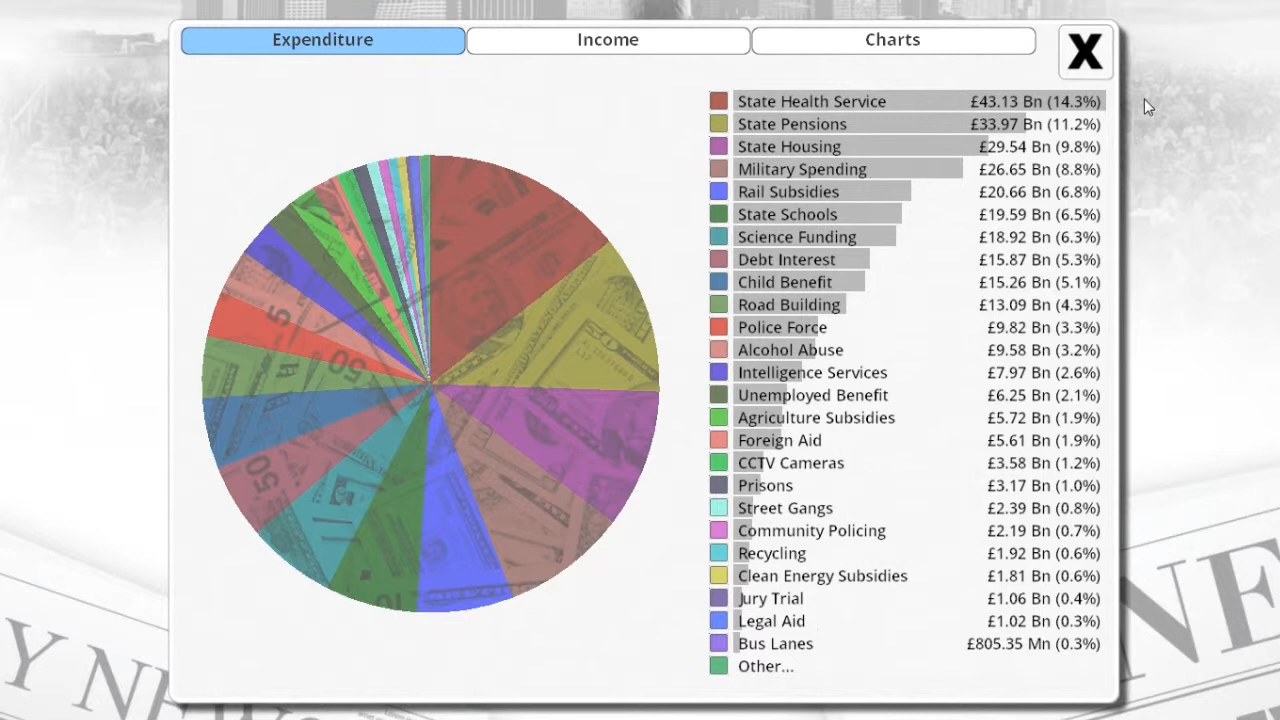 Expenditure Income Charts X
State Health Service £43.13 Bn (14.3%)
State Pensions £33.97 Bn (11.2%)
State Housing £29.54 Bn (9.8%)
Military Spending £26.65 Bn (8.8%)
Rail Subsidies £20.66 Bn (6.8%)
State Schools £19.59 Bn (6.5%)
Science Funding £18.92 Bn (6.3%)
Debt Interest £15.87 Bn (5.3%)
Child Benefit £15.26 Bn (5.1%)
Road Building £13.09 Bn (4.3%)
Police Force £9.82 Bn (3.3%)
Alcohol Abuse £9.58 Bn (3.2%)
Intelligence Services £7.97 Bn (2.6%)
Unemployed Benefit £6.25 Bn (2.1%)
Agriculture Subsidies £5.72 Bn (1.9%)
Foreign Aid £5.61 Bn (1.9%)
CCTV Cameras £3.58 Bn (1.2%)
Prisons £3.17 Bn (1.0%)
Street Gangs £2.39 Bn (0.8%)
Community Policing £2.19 Bn (0.7%)
Recycling £1.92 Bn (0.6%)
Clean Energy Subsidies £1.81 Bn (0.6%)
Jury Trial £1.06 Bn (0.4%)
Legal Aid £1.02 Bn (0.3%)
Bus Lanes £805.35 Mn (0.3%)
Other...
50
50
Y NEWS
NE